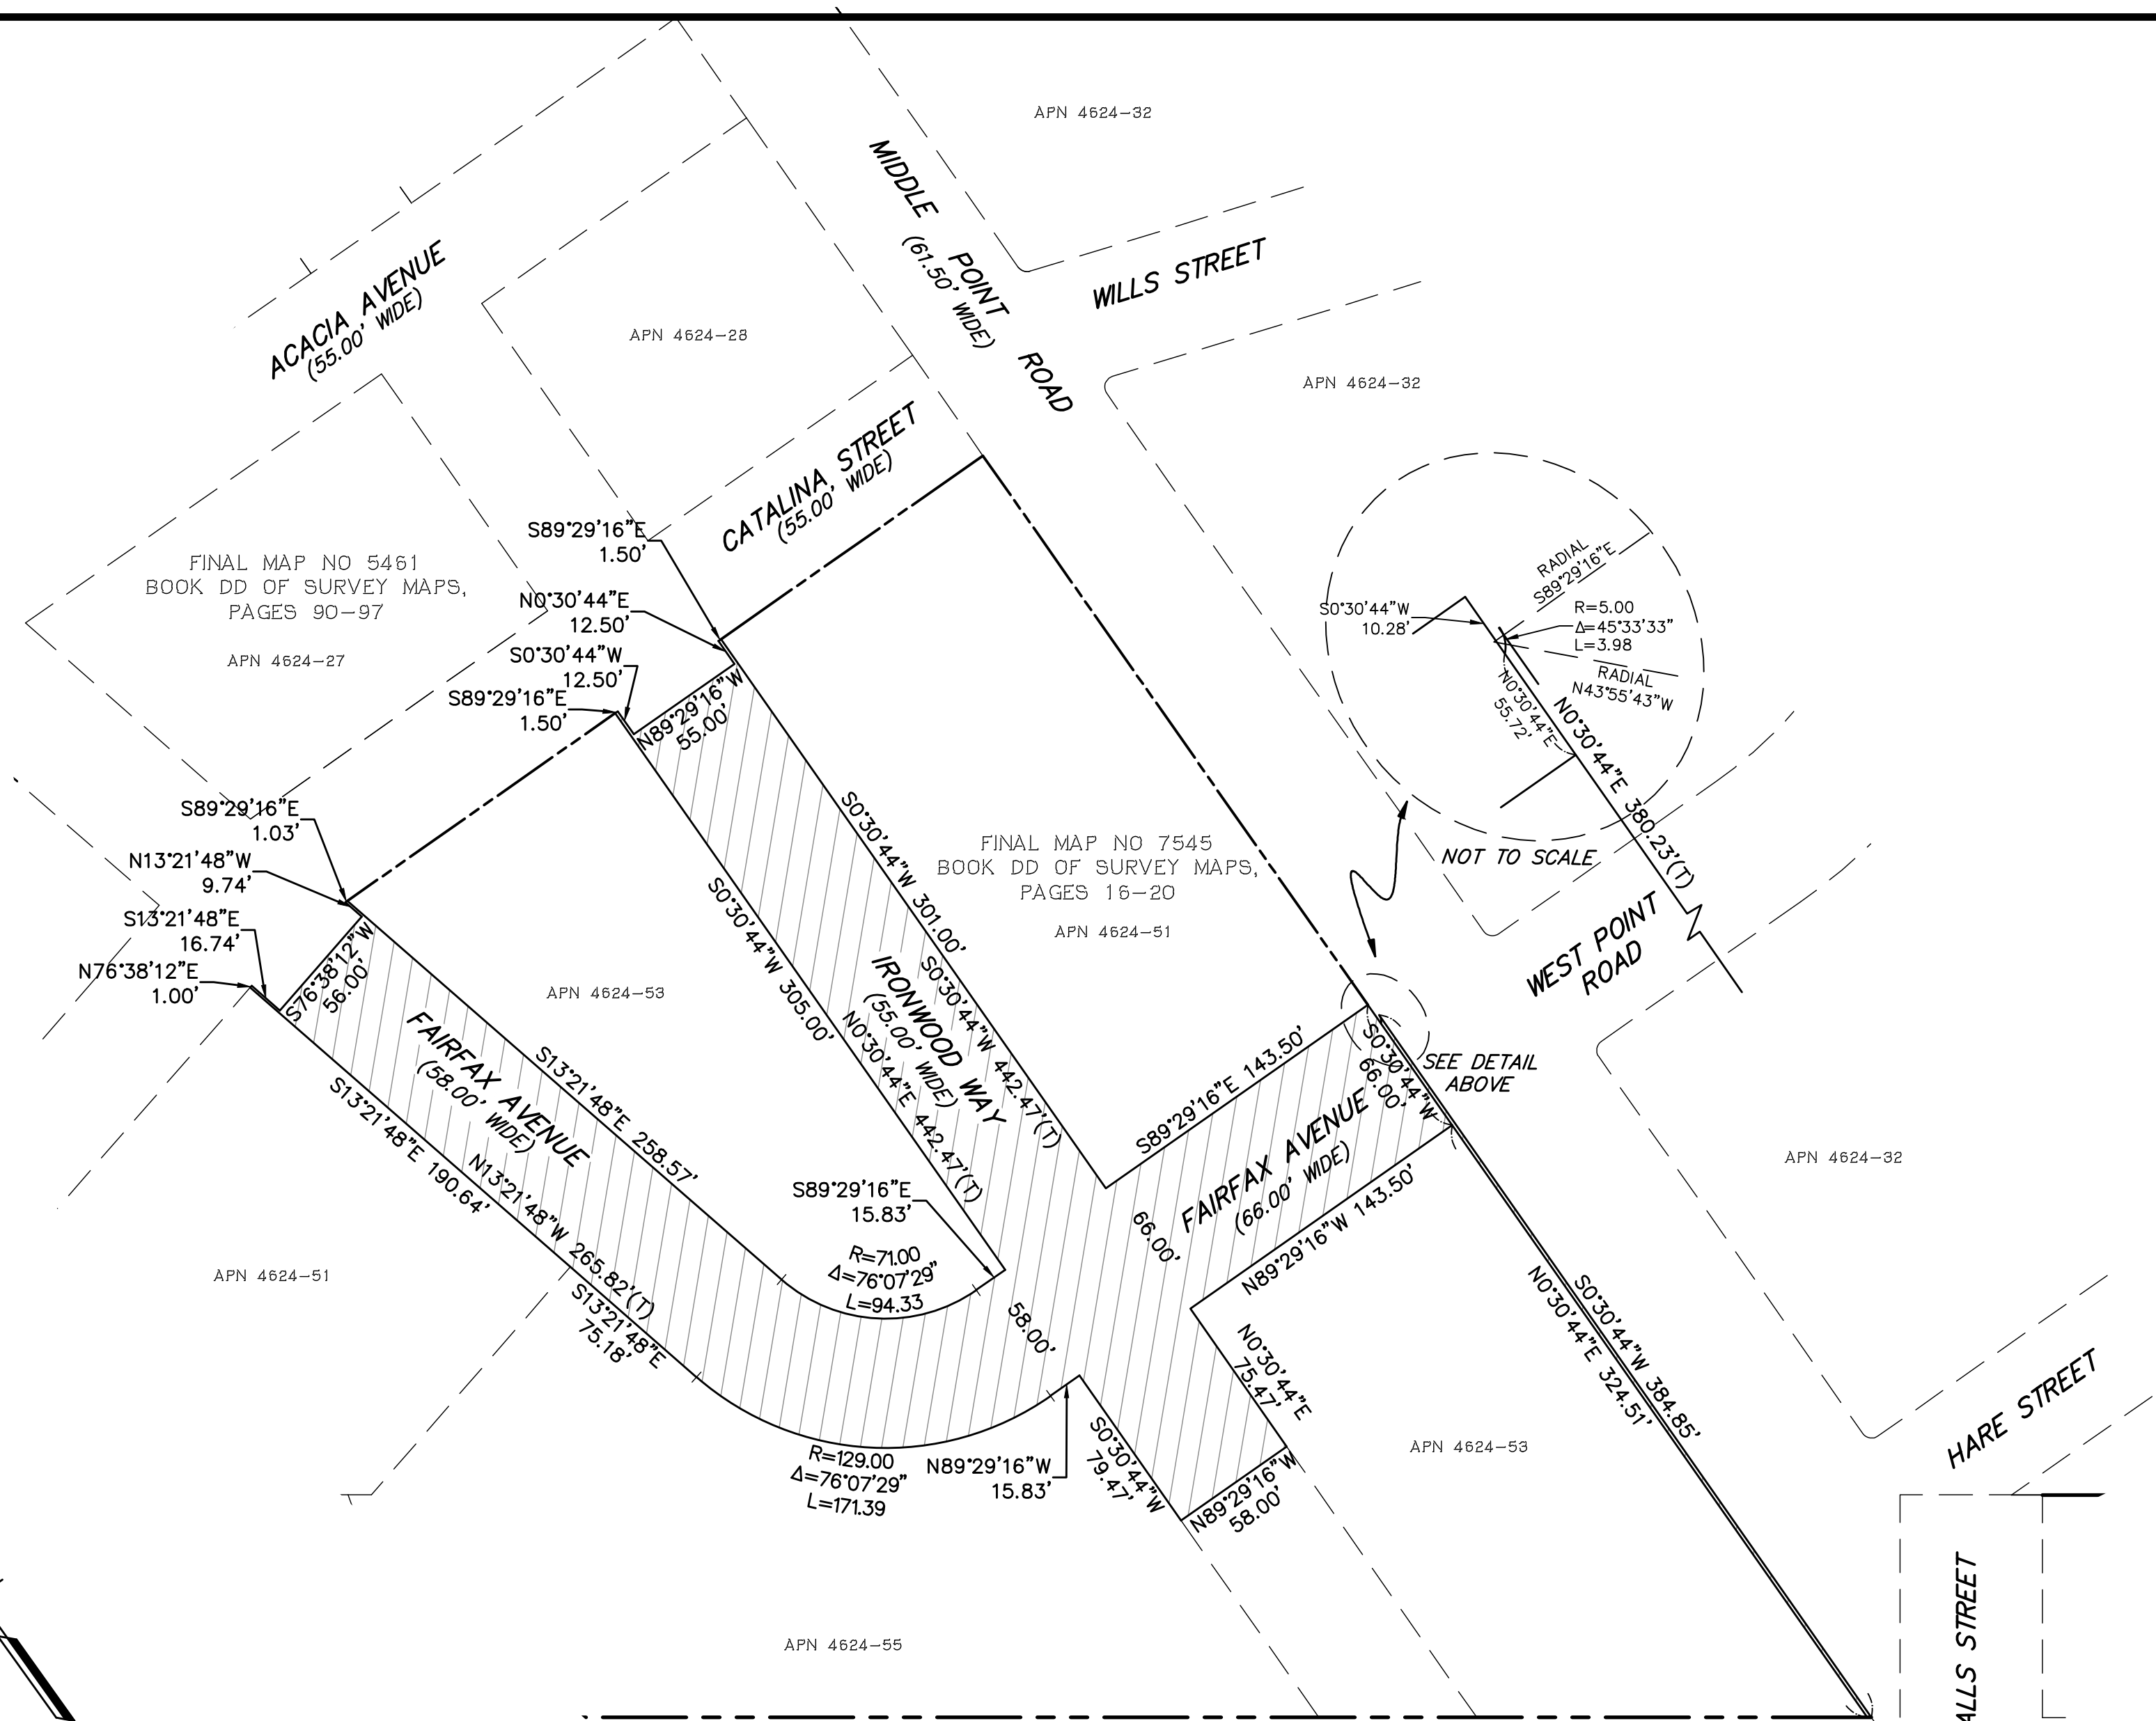 APN 4624-32
MIDDLE POINT ROAD
(61.50' WIDE)
WILLS STREET
ACACIA AVENUE
(55.00' WIDE)
APN 4624-28
APN 4624-32
CATALINA STREET
(55.00' WIDE)
S89°29'16"E
1.50'
RADIAL
S89°29'16"E
FINAL MAP NO 5461
BOOK DD OF SURVEY MAPS,
PAGES 90-97
APN 4624-27
N0°30'44"E
12.50'
S0°30'44"W
12.50'
S89°29'16"E
1.50'
N89°29'16"W
55.00'
S0°30'44"W
10.28'
R=5.00
Δ=45°33'33"
L=3.98
RADIAL
N43°55'43"W
N0°30'44"E
55.72'
N0°30'44"E 380.23'(T)
NOT TO SCALE
S89°29'16"E
1.03'
N13°21'48"W
9.74'
S13°21'48"E
16.74'
N76°38'12"E
1.00'
S76°38'12"W
56.00'
S0°30'44"W 301.00'
S0°30'44"W 305.00'
FINAL MAP NO 7545
BOOK DD OF SURVEY MAPS,
PAGES 16-20
APN 4624-51
WEST POINT
ROAD
APN 4624-53
IRONWOOD WAY
(55.00' WIDE)
S0°30'44"W 442.47'(T)
N0°30'44"E 442.47'(T)
FAIRFAX AVENUE
(58.00' WIDE)
S13°21'48"E 258.57'
S13°21'48"E 190.64'
N13°21'48"W 265.82'(T)
S13°21'48"E
75.18'
S89°29'16"E 143.50'
S0°30'44"W
66.00'
SEE DETAIL
ABOVE
FAIRFAX AVENUE
(66.00' WIDE)
66.00'
N89°29'16"W 143.50'
APN 4624-32
S89°29'16"E
15.83'
R=71.00
Δ=76°07'29"
L=94.33
58.00'
APN 4624-51
N0°30'44"E
75.47'
S0°30'44"W 384.85'
N0°30'44"E 324.51'
HARE STREET
R=129.00
Δ=76°07'29"
L=171.39
N89°29'16"W
15.83'
S0°30'44"W
79.47'
N89°29'16"W
58.00'
APN 4624-53
APN 4624-55
ALLS STREET